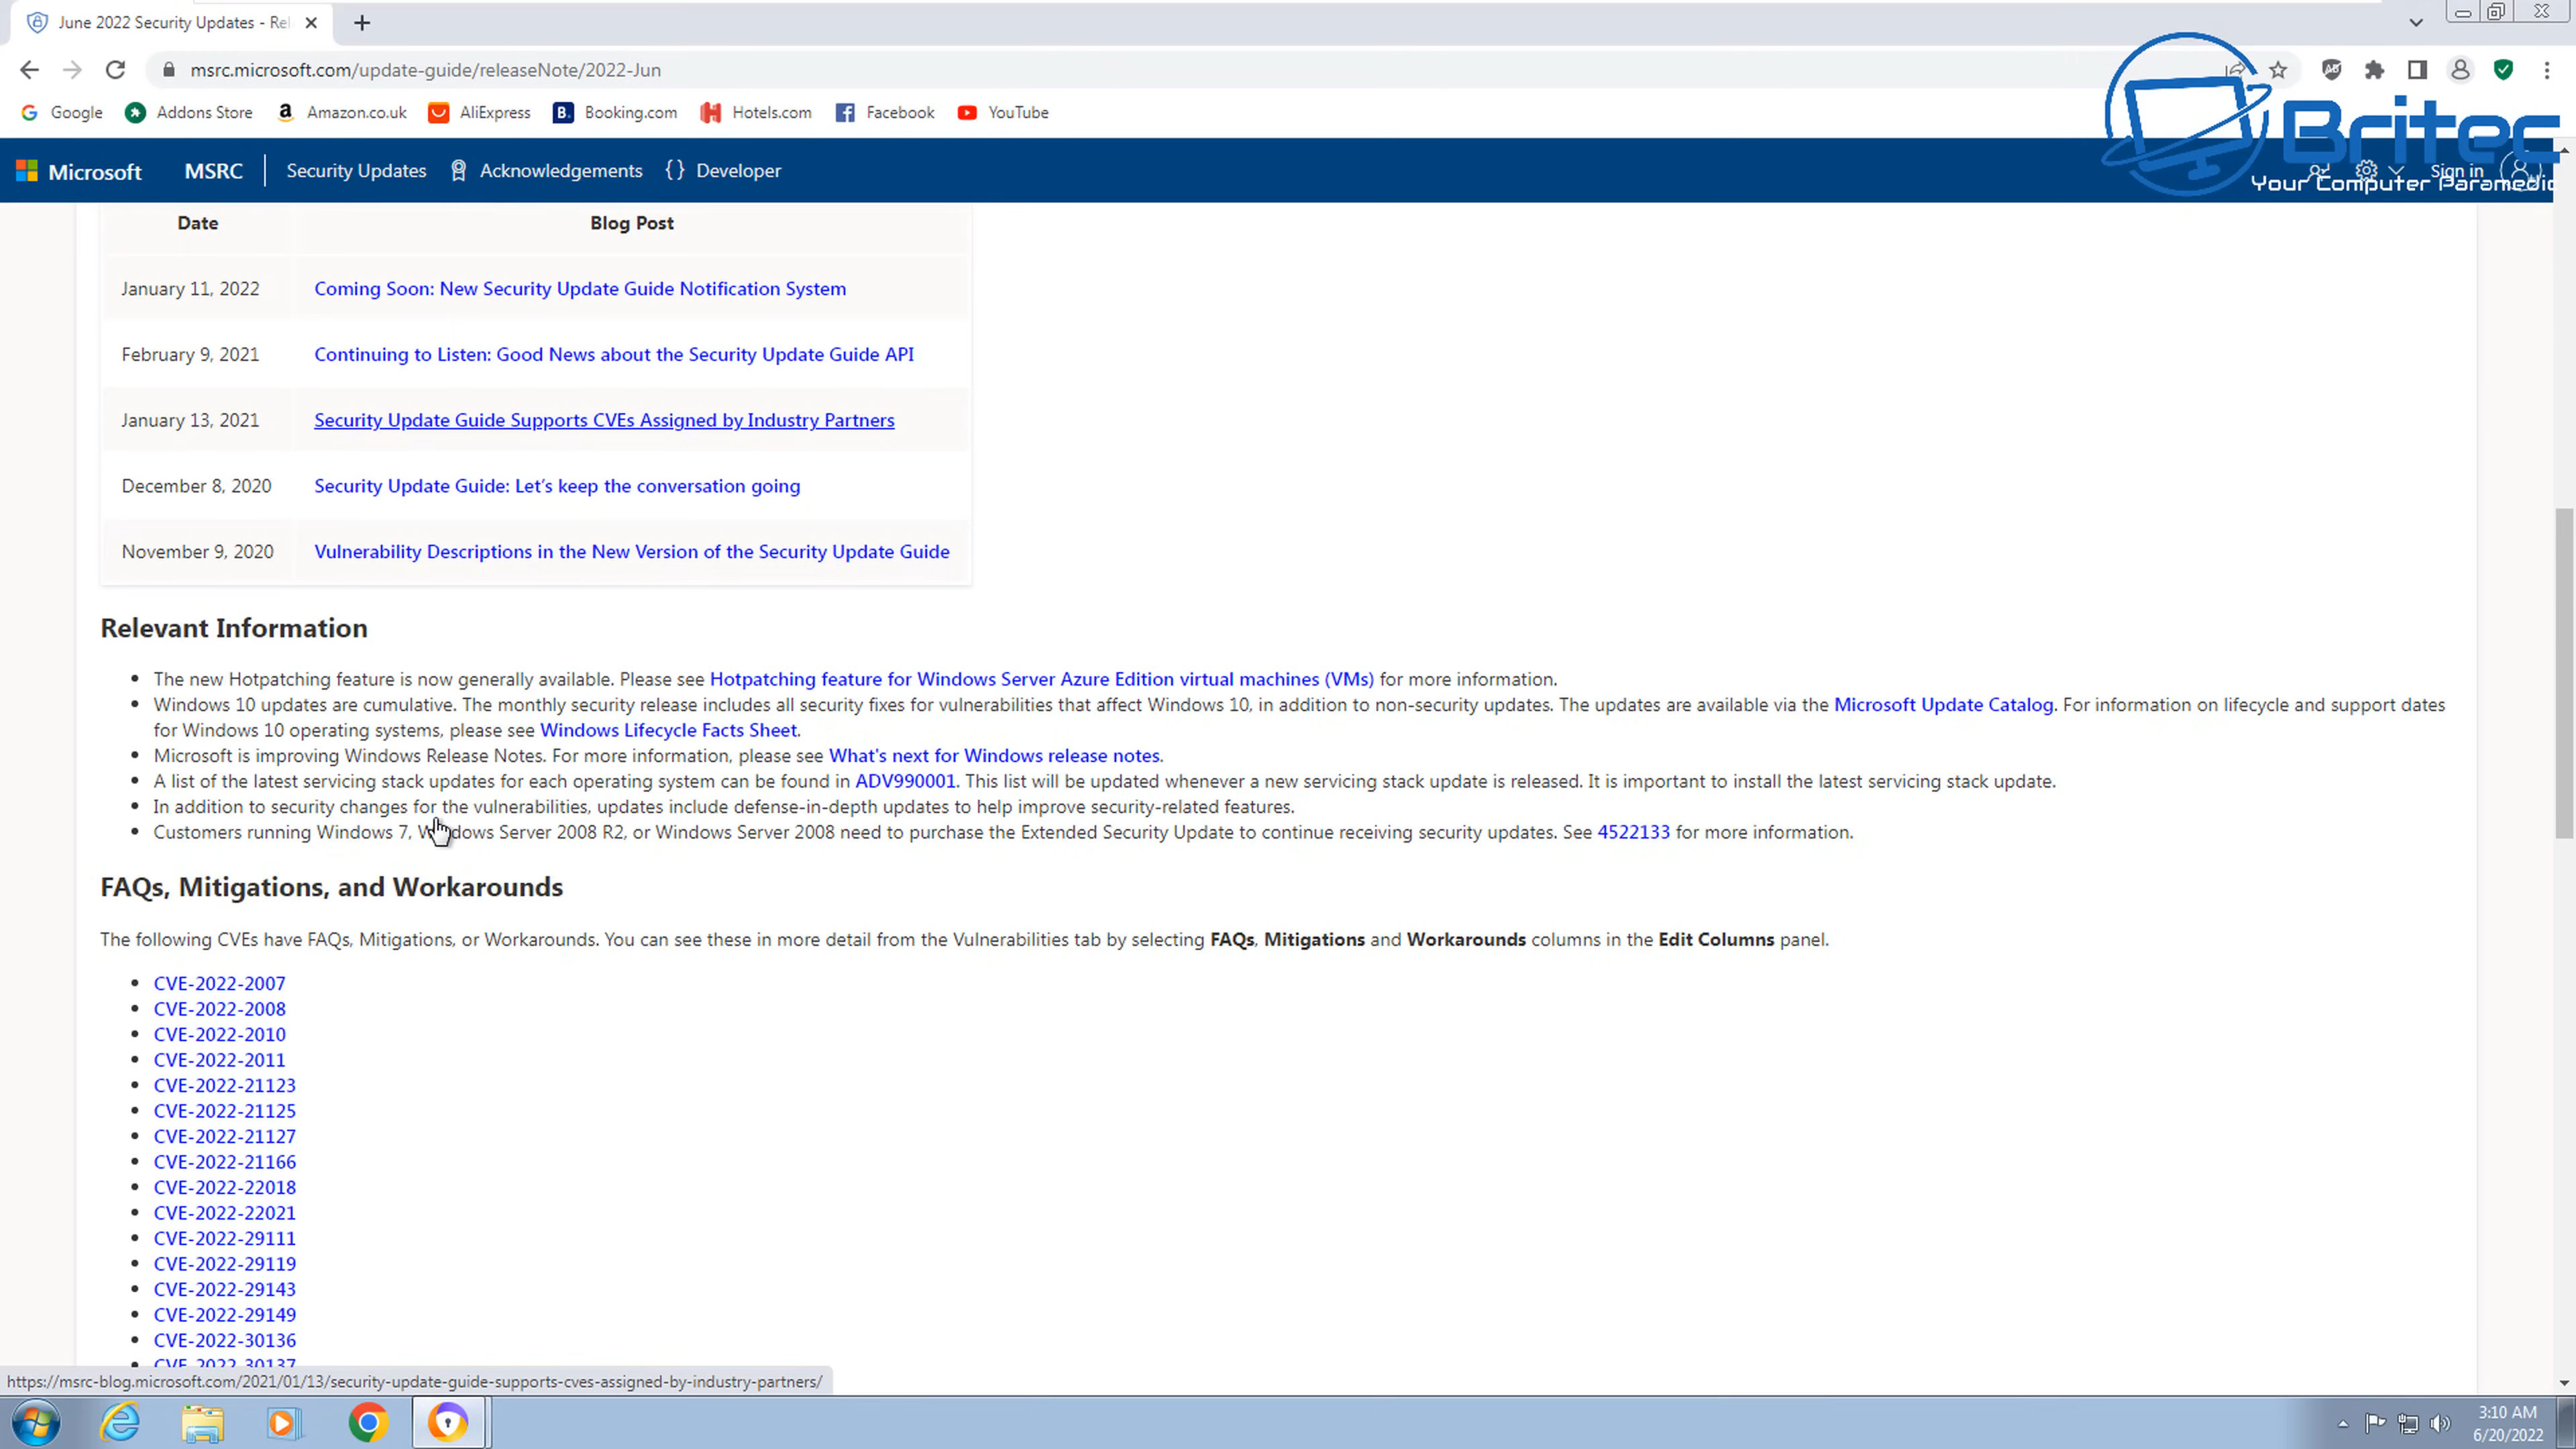 June 2022 Security Updates - Rel
msrc.microsoft.com/update-guide/releaseNote/2022-Jun
Google Addons Store Amazon.co.uk AliExpress Booking.com Hotels.com Facebook YouTube
Britec
Your Computer Paramedic
Microsoft MSRC Security Updates Acknowledgements Developer Sign in
Date Blog Post
January 11, 2022 Coming Soon: New Security Update Guide Notification System
February 9, 2021 Continuing to Listen: Good News about the Security Update Guide API
January 13, 2021 Security Update Guide Supports CVEs Assigned by Industry Partners
December 8, 2020 Security Update Guide: Let's keep the conversation going
November 9, 2020 Vulnerability Descriptions in the New Version of the Security Update Guide
Relevant Information
• The new Hotpatching feature is now generally available. Please see Hotpatching feature for Windows Server Azure Edition virtual machines (VMs) for more information.
• Windows 10 updates are cumulative. The monthly security release includes all security fixes for vulnerabilities that affect Windows 10, in addition to non-security updates. The updates are available via the Microsoft Update Catalog. For information on lifecycle and support dates
for Windows 10 operating systems, please see Windows Lifecycle Facts Sheet.
• Microsoft is improving Windows Release Notes. For more information, please see What's next for Windows release notes.
• A list of the latest servicing stack updates for each operating system can be found in ADV990001. This list will be updated whenever a new servicing stack update is released. It is important to install the latest servicing stack update.
• In addition to security changes for the vulnerabilities, updates include defense-in-depth updates to help improve security-related features.
• Customers running Windows 7, Windows Server 2008 R2, or Windows Server 2008 need to purchase the Extended Security Update to continue receiving security updates. See 4522133 for more information.
FAQs, Mitigations, and Workarounds
The following CVEs have FAQs, Mitigations, or Workarounds. You can see these in more detail from the Vulnerabilities tab by selecting FAQs, Mitigations and Workarounds columns in the Edit Columns panel.
• CVE-2022-2007
• CVE-2022-2008
• CVE-2022-2010
• CVE-2022-2011
• CVE-2022-21123
• CVE-2022-21125
• CVE-2022-21127
• CVE-2022-21166
• CVE-2022-22018
• CVE-2022-22021
• CVE-2022-29111
• CVE-2022-29119
• CVE-2022-29143
• CVE-2022-29149
• CVE-2022-30136
• CVE-2022-30137
https://msrc-blog.microsoft.com/2021/01/13/security-update-guide-supports-cves-assigned-by-industry-partners/
3:10 AM
6/20/2022